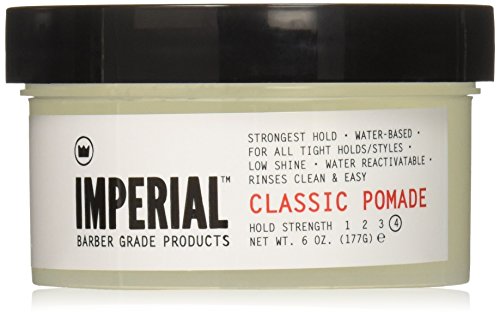 IMPERIAL™
BARBER GRADE PRODUCTS
STRONGEST HOLD · WATER-BASED ·
FOR ALL TIGHT HOLDS/STYLES ·
LOW SHINE · WATER REACTIVATABLE ·
RINSES CLEAN & EASY
CLASSIC POMADE
HOLD STRENGTH 1 2 3 4
NET WT. 6 OZ. (177G) ℮